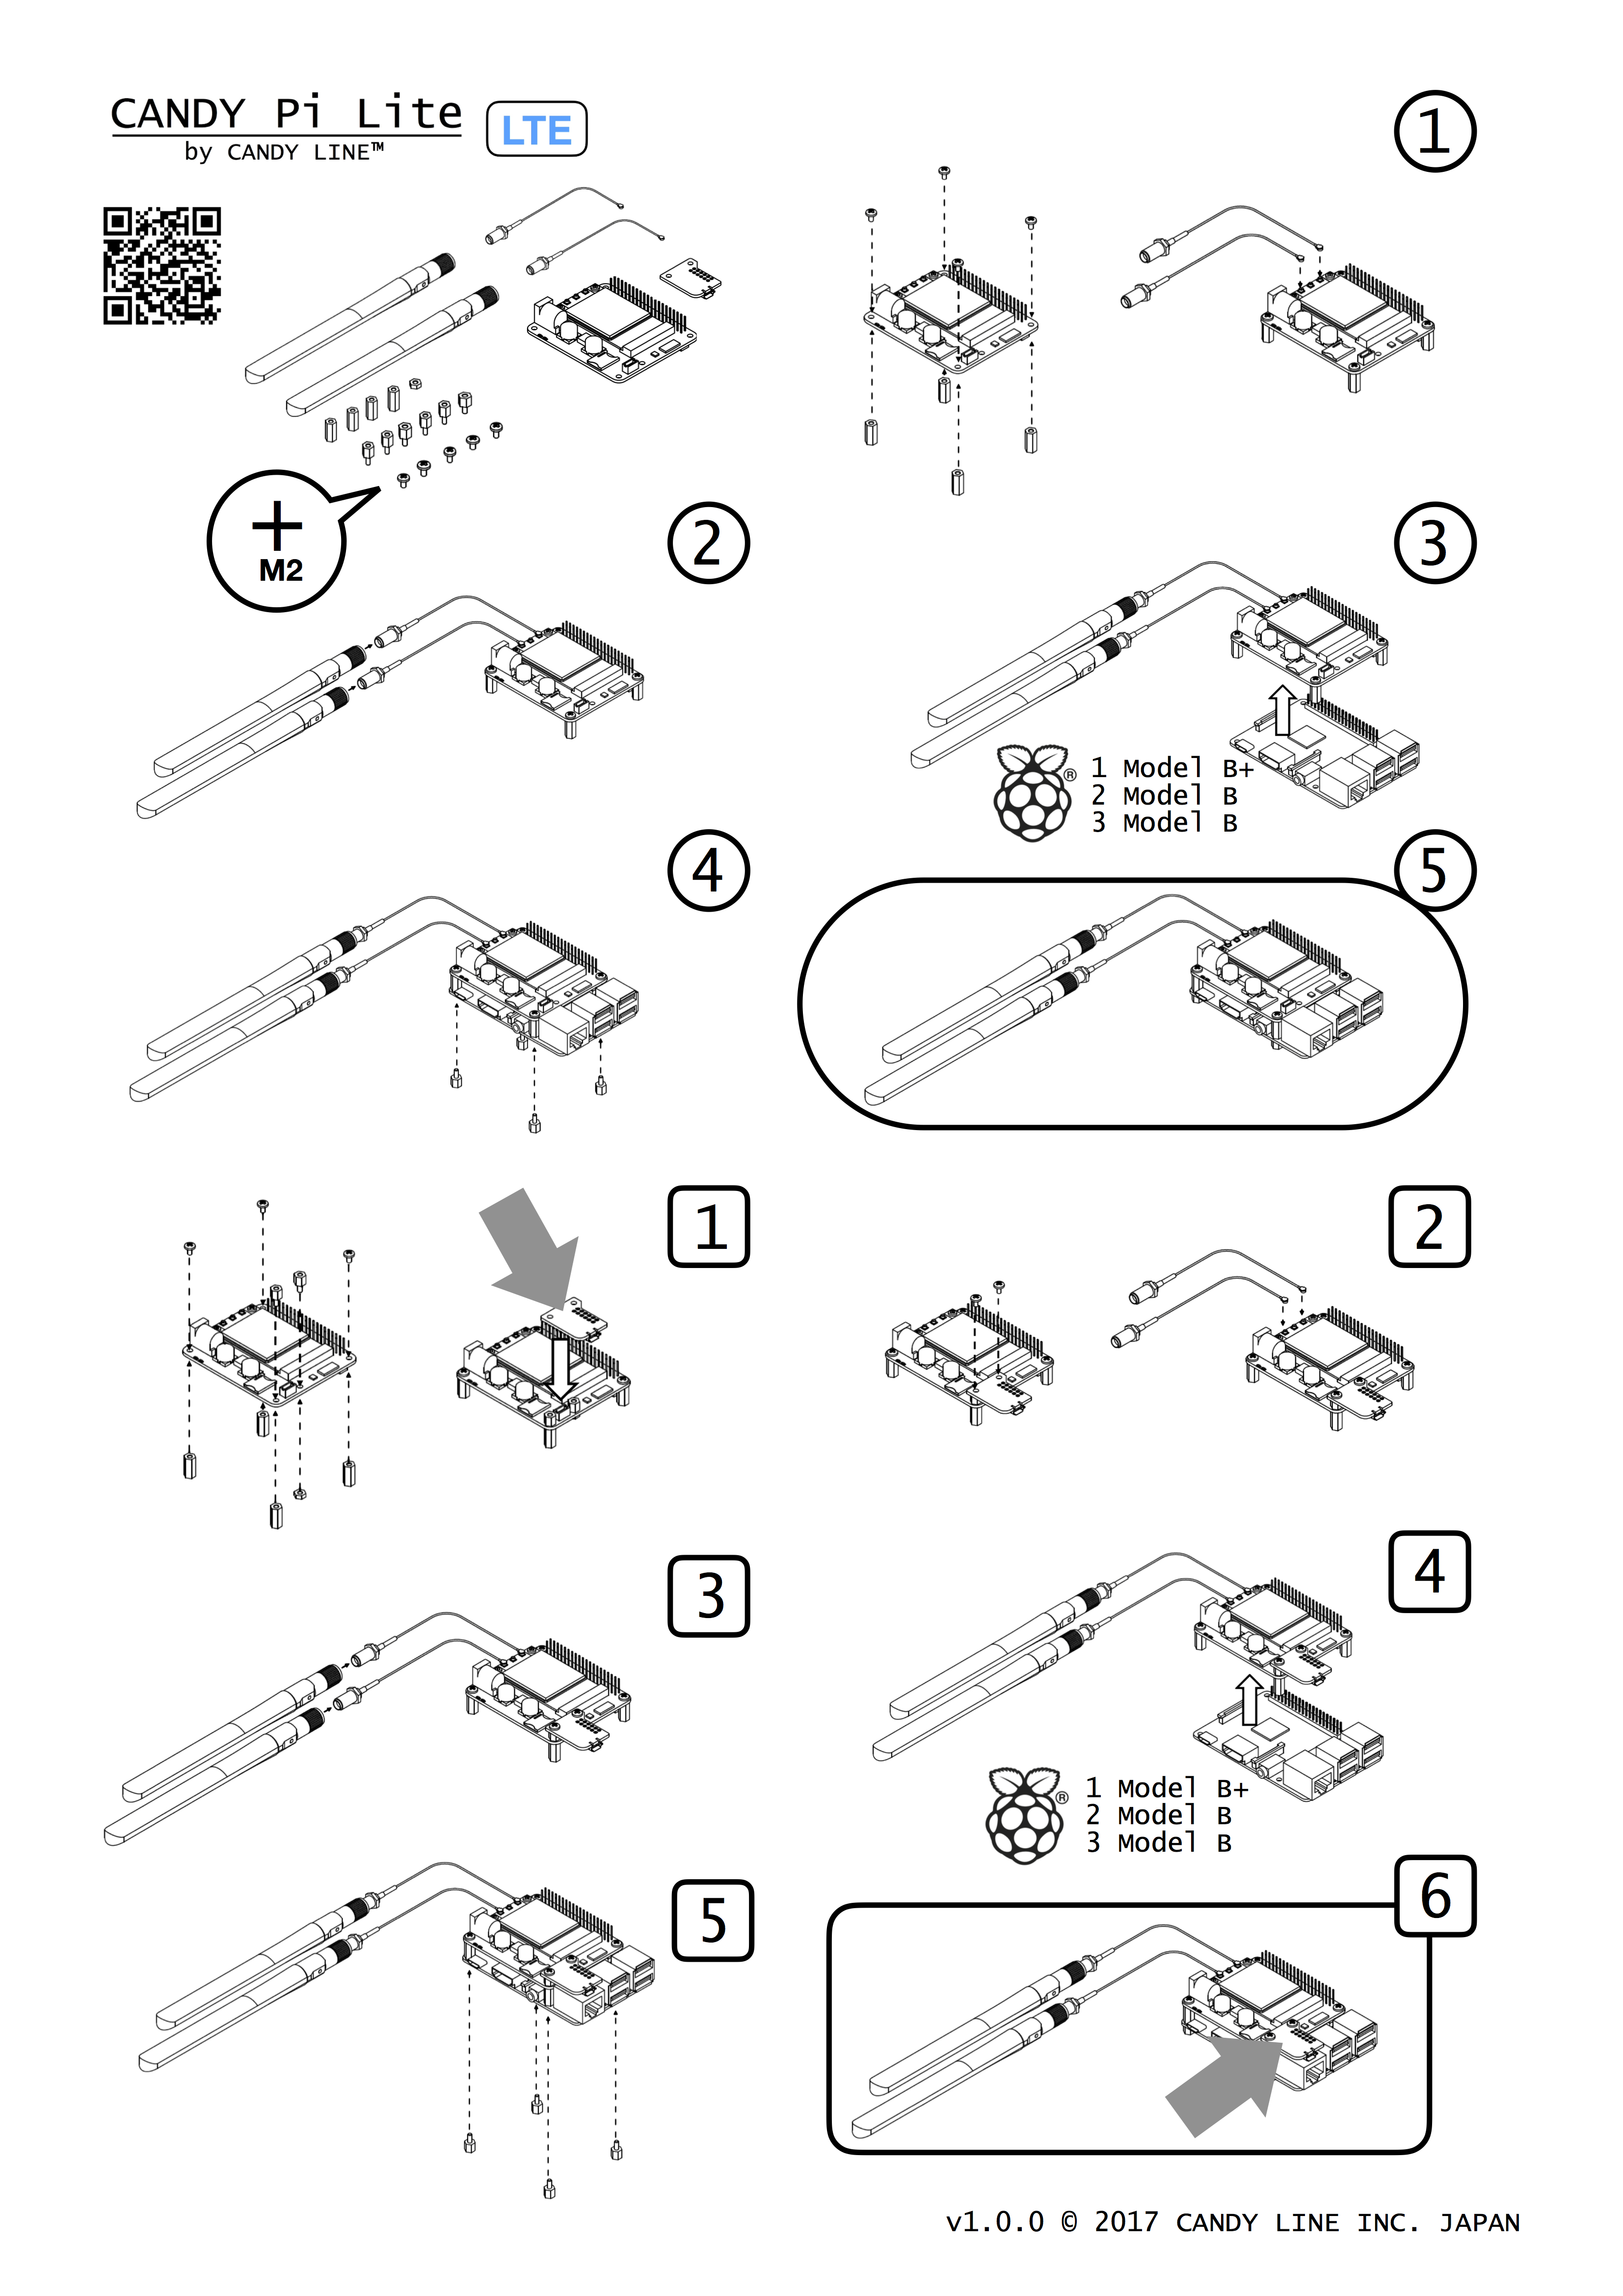 CANDY Pi Lite
by CANDY LINE™
LTE
1
+
M2
2
3
® 1 Model B+
2 Model B
3 Model B
4
5
1
2
3
4
® 1 Model B+
2 Model B
3 Model B
5
6
v1.0.0 © 2017 CANDY LINE INC. JAPAN